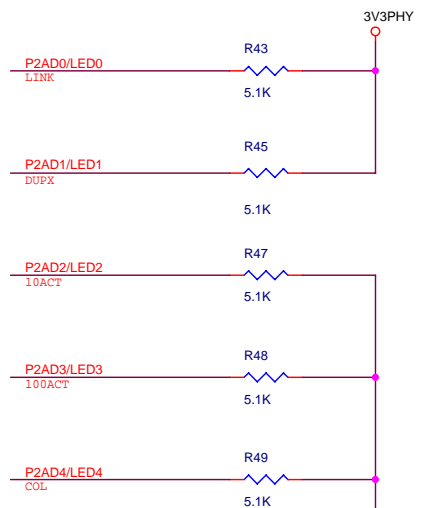 3V3PHY
R43
P2AD0/LED0
LINK
5.1K
R45
P2AD1/LED1
DUPX
5.1K
R47
P2AD2/LED2
10ACT
5.1K
R48
P2AD3/LED3
100ACT
5.1K
R49
P2AD4/LED4
COL
5.1K